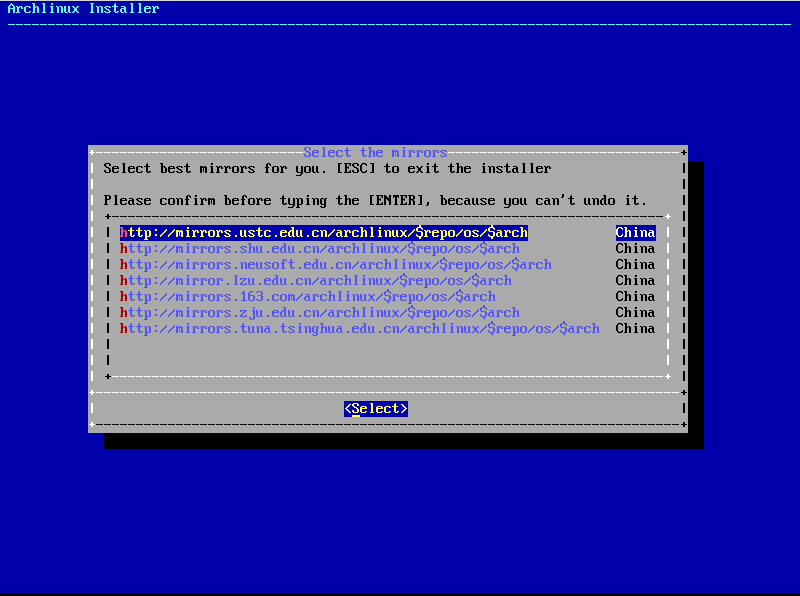 Archlinux Installer
Select the mirrors
Select best mirrors for you. [ESC] to exit the installer
Please confirm before typing the [ENTER], because you can't undo it.
http://mirrors.ustc.edu.cn/archlinux/$repo/os/$arch China
http://mirrors.shu.edu.cn/archlinux/$repo/os/$arch China
http://mirrors.neusoft.edu.cn/archlinux/$repo/os/$arch China
http://mirror.lzu.edu.cn/archlinux/$repo/os/$arch China
http://mirrors.163.com/archlinux/$repo/os/$arch China
http://mirrors.zju.edu.cn/archlinux/$repo/os/$arch China
http://mirrors.tuna.tsinghua.edu.cn/archlinux/$repo/os/$arch China
<Select>